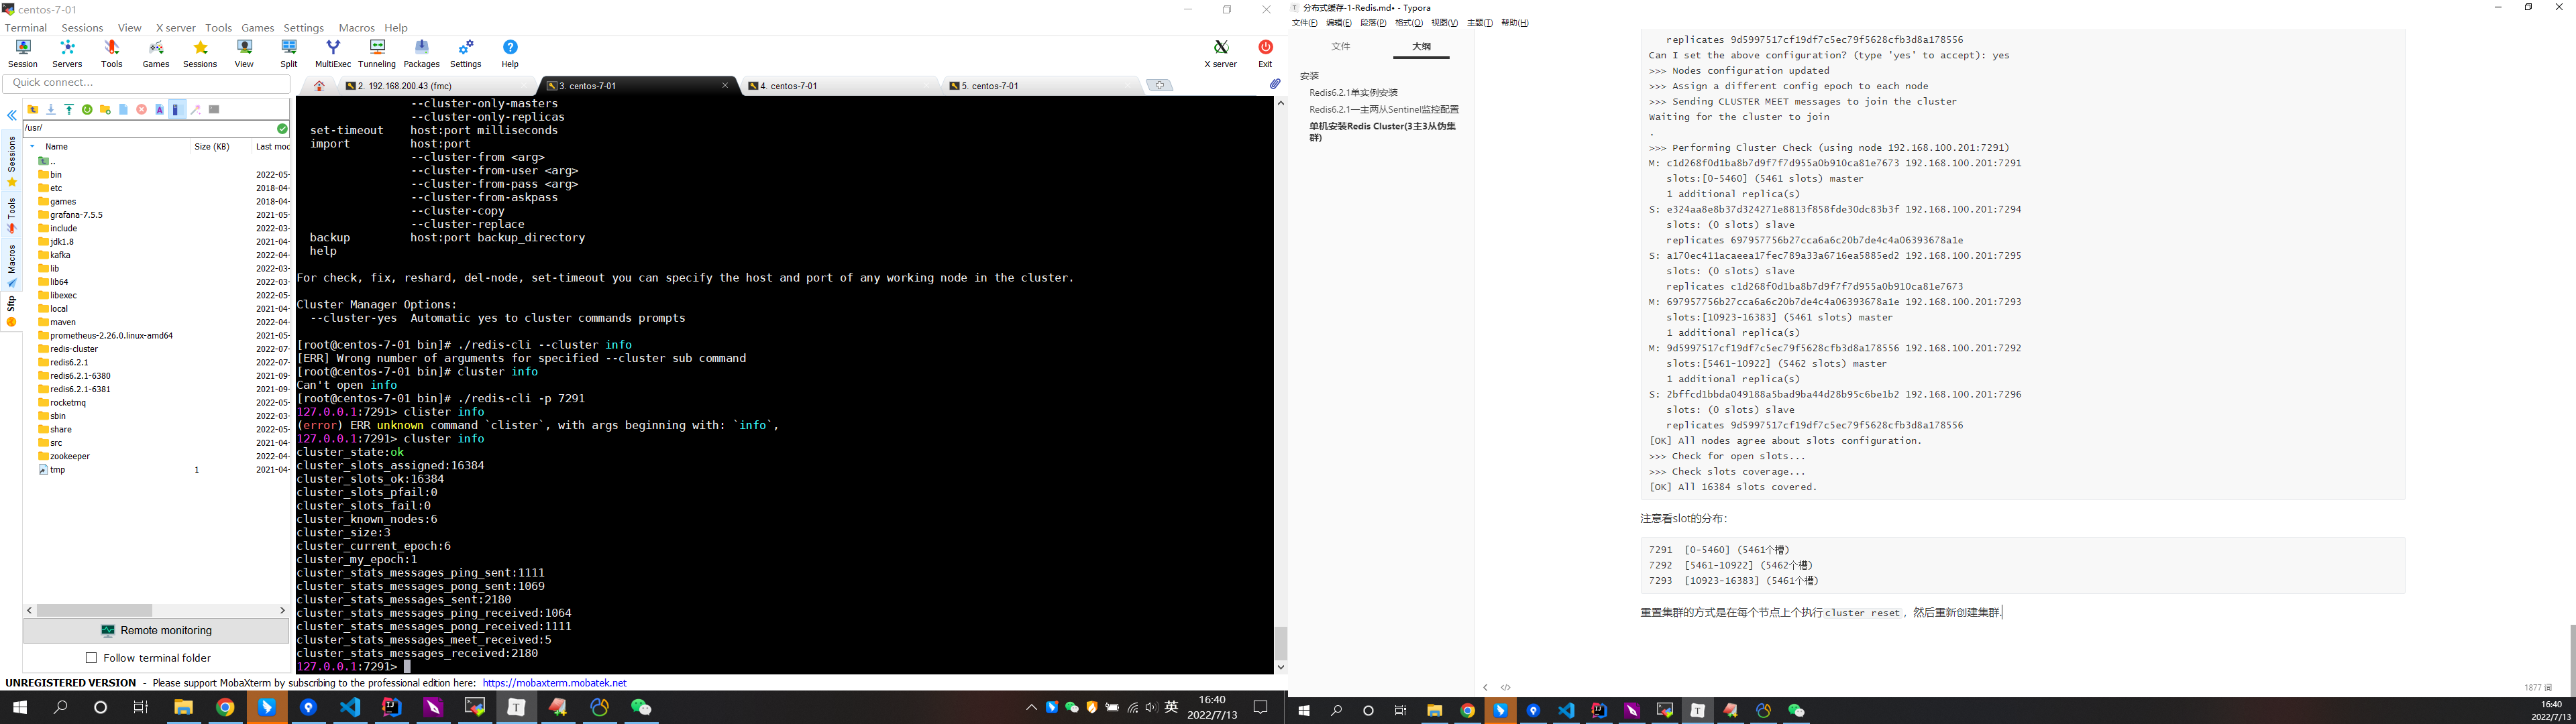 centos-7-01
Terminal Sessions View X server Tools Games Settings Macros Help
Session Servers Tools Games Sessions View Split MultiExec Tunneling Packages Settings Help X server Exit
Quick connect...
2. 192.168.200.43 (fmc)
3. centos-7-01
4. centos-7-01
5. centos-7-01
/usr/
Sessions
Tools
Macros
Sftp
Name Size (KB) Last mod
..
bin 2022-05-
etc 2018-04-
games 2018-04-
grafana-7.5.5 2021-05-
include 2022-03-
jdk1.8 2021-04-
kafka 2022-04-
lib 2022-03-
lib64 2022-03-
libexec 2022-05-
local 2021-04-
maven 2022-04-
prometheus-2.26.0.linux-amd64 2021-05-
redis-cluster 2022-07-
redis6.2.1 2022-07-
redis6.2.1-6380 2021-09-
redis6.2.1-6381 2021-09-
rocketmq 2022-05-
sbin 2022-03-
share 2022-05-
src 2021-04-
zookeeper 2022-04-
tmp 1 2021-04-
Remote monitoring
Follow terminal folder
--cluster-only-masters
--cluster-only-replicas
set-timeout host:port milliseconds
import host:port
--cluster-from <arg>
--cluster-from-user <arg>
--cluster-from-pass <arg>
--cluster-from-askpass
--cluster-copy
--cluster-replace
backup host:port backup_directory
help
For check, fix, reshard, del-node, set-timeout you can specify the host and port of any working node in the cluster.
Cluster Manager Options:
--cluster-yes Automatic yes to cluster commands prompts
[root@centos-7-01 bin]# ./redis-cli --cluster info
[ERR] Wrong number of arguments for specified --cluster sub command
[root@centos-7-01 bin]# cluster info
Can't open info
[root@centos-7-01 bin]# ./redis-cli -p 7291
127.0.0.1:7291> clister info
(error) ERR unknown command `clister`, with args beginning with: `info`,
127.0.0.1:7291> cluster info
cluster_state:ok
cluster_slots_assigned:16384
cluster_slots_ok:16384
cluster_slots_pfail:0
cluster_slots_fail:0
cluster_known_nodes:6
cluster_size:3
cluster_current_epoch:6
cluster_my_epoch:1
cluster_stats_messages_ping_sent:1111
cluster_stats_messages_pong_sent:1069
cluster_stats_messages_sent:2180
cluster_stats_messages_ping_received:1064
cluster_stats_messages_pong_received:1111
cluster_stats_messages_meet_received:5
cluster_stats_messages_received:2180
127.0.0.1:7291>
UNREGISTERED VERSION - Please support MobaXterm by subscribing to the professional edition here: https://mobaxterm.mobatek.net
英
16:40
2022/7/13
分布式缓存-1-Redis.md• - Typora
文件(F) 编辑(E) 段落(P) 格式(O) 视图(V) 主题(T) 帮助(H)
文件 大纲
安装
Redis6.2.1单实例安装
Redis6.2.1一主两从Sentinel监控配置
单机安装Redis Cluster(3主3从伪集
群)
replicates 9d5997517cf19df7c5ec79f5628cfb3d8a178556
Can I set the above configuration? (type 'yes' to accept): yes
>>> Nodes configuration updated
>>> Assign a different config epoch to each node
>>> Sending CLUSTER MEET messages to join the cluster
Waiting for the cluster to join
.
>>> Performing Cluster Check (using node 192.168.100.201:7291)
M: c1d268f0d1ba8b7d9f7f7d955a0b910ca81e7673 192.168.100.201:7291
slots:[0-5460] (5461 slots) master
1 additional replica(s)
S: e324aa8e8b37d324271e8813f858fde30dc83b3f 192.168.100.201:7294
slots: (0 slots) slave
replicates 697957756b27cca6a6c20b7de4c4a06393678a1e
S: a170ec411acaeea17fec789a33a6716ea5885ed2 192.168.100.201:7295
slots: (0 slots) slave
replicates c1d268f0d1ba8b7d9f7f7d955a0b910ca81e7673
M: 697957756b27cca6a6c20b7de4c4a06393678a1e 192.168.100.201:7293
slots:[10923-16383] (5461 slots) master
1 additional replica(s)
M: 9d5997517cf19df7c5ec79f5628cfb3d8a178556 192.168.100.201:7292
slots:[5461-10922] (5462 slots) master
1 additional replica(s)
S: 2bffcd1bbda049188a5bad9ba44d28b95c6be1b2 192.168.100.201:7296
slots: (0 slots) slave
replicates 9d5997517cf19df7c5ec79f5628cfb3d8a178556
[OK] All nodes agree about slots configuration.
>>> Check for open slots...
>>> Check slots coverage...
[OK] All 16384 slots covered.
注意看slot的分布：
7291 [0-5460] (5461个槽)
7292 [5461-10922] (5462个槽)
7293 [10923-16383] (5461个槽)
重置集群的方式是在每个节点上个执行cluster reset，然后重新创建集群.
1877 词
16:40
2022/7/13